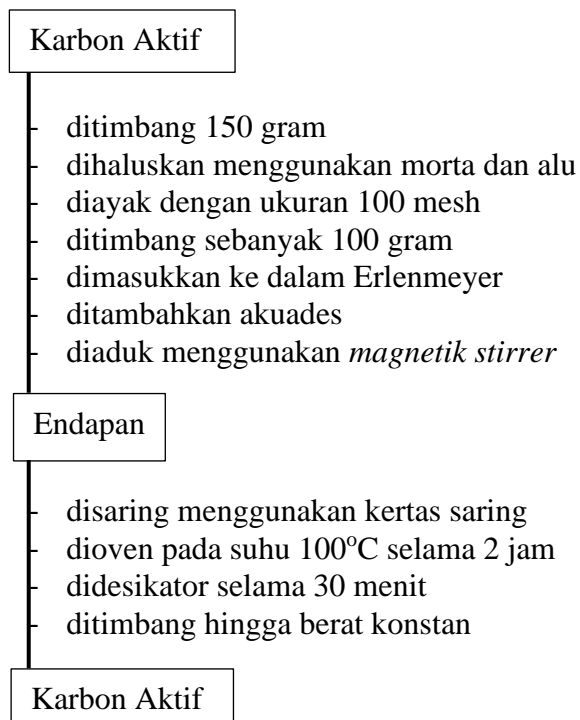 Karbon Aktif
- ditimbang 150 gram
- dihaluskan menggunakan morta dan alu
- diayak dengan ukuran 100 mesh
- ditimbang sebanyak 100 gram
- dimasukkan ke dalam Erlenmeyer
- ditambahkan akuades
- diaduk menggunakan magnetik stirrer
Endapan
- disaring menggunakan kertas saring
- dioven pada suhu 100°C selama 2 jam
- didesikator selama 30 menit
- ditimbang hingga berat konstan
Karbon Aktif